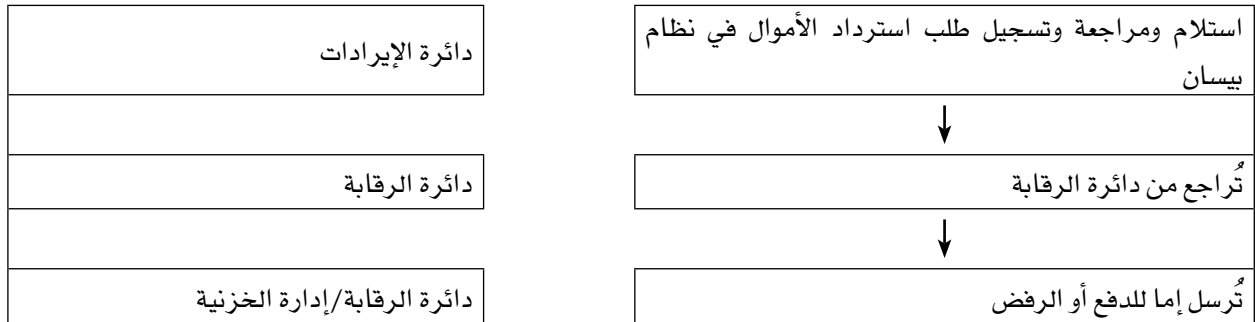 استلام ومراجعة وتسجيل طلب استرداد الأموال في نظام
بيسان
دائرة الإيرادات
تُراجع من دائرة الرقابة
دائرة الرقابة
تُرسل إما للدفع أو الرفض
دائرة الرقابة/إدارة الخزنية